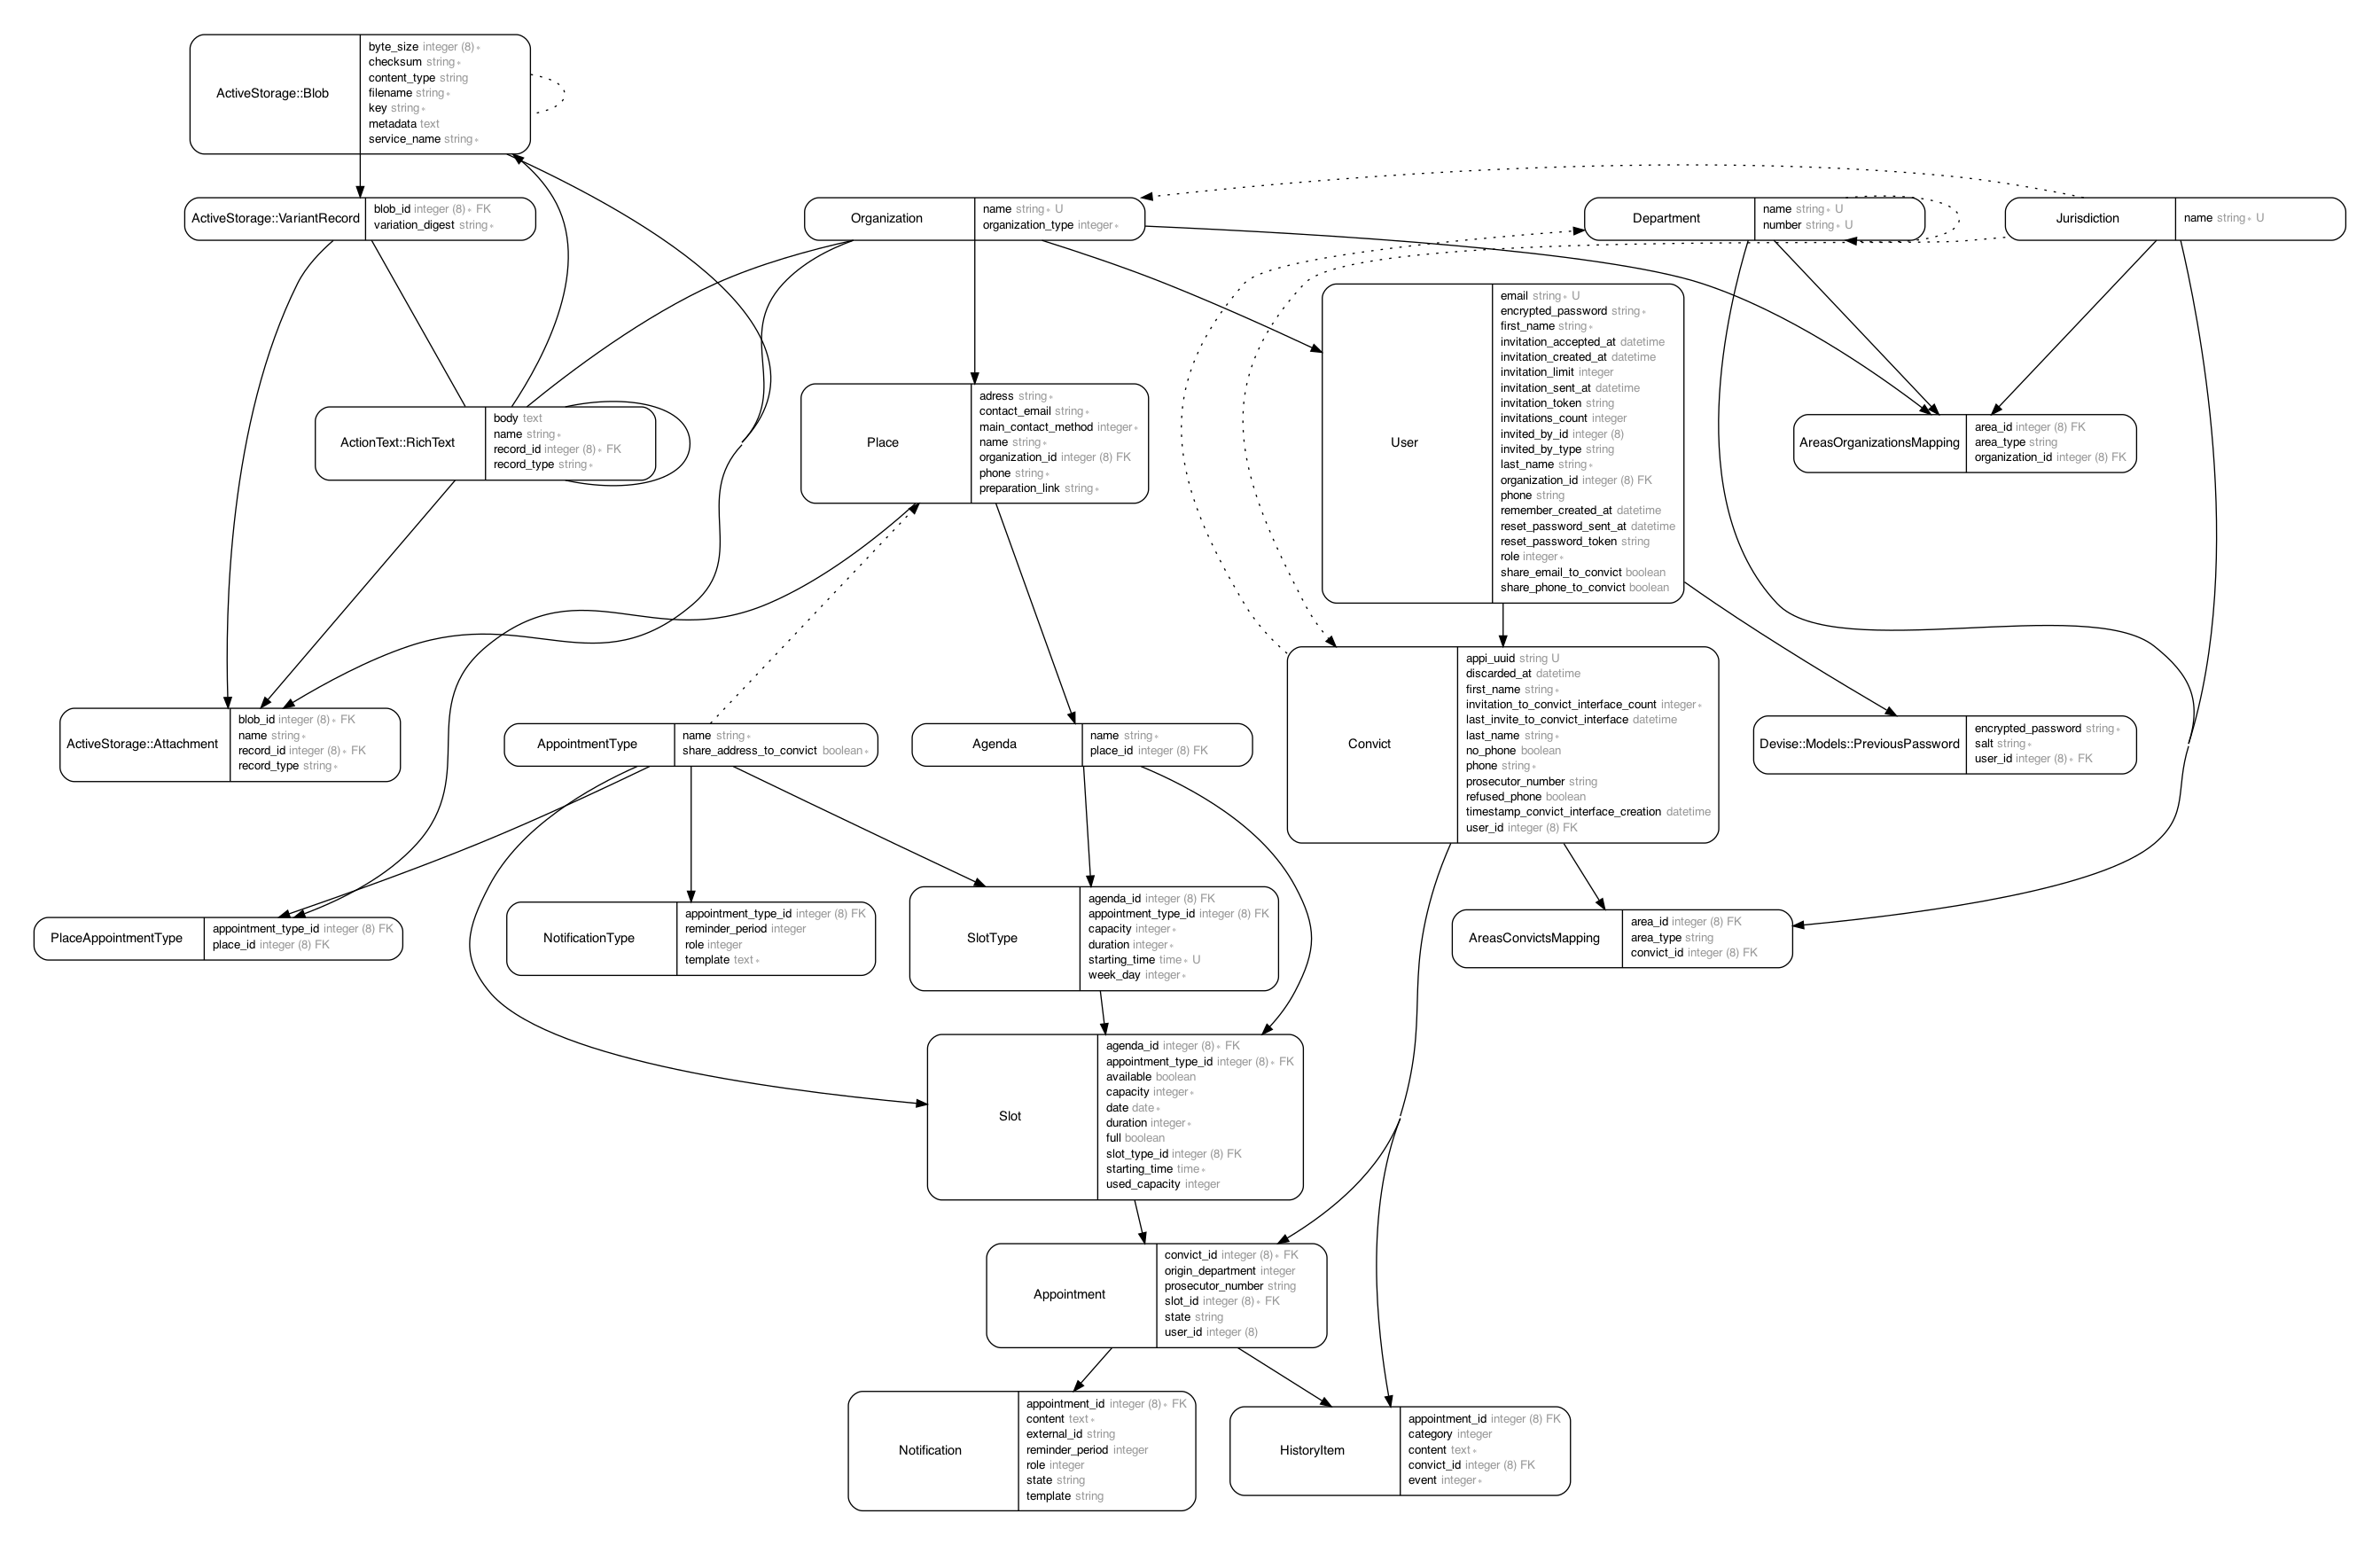 ActiveStorage::Blob
byte_size integer (8)∗
checksum string∗
content_type string
filename string∗
key string∗
metadata text
service_name string∗
ActiveStorage::VariantRecord
blob_id integer (8)∗ FK
variation_digest string∗
Organization
name string∗ U
organization_type integer∗
Department
name string∗ U
number string∗ U
Jurisdiction
name string∗ U
ActionText::RichText
body text
name string∗
record_id integer (8)∗ FK
record_type string∗
Place
adress string∗
contact_email string∗
main_contact_method integer∗
name string∗
organization_id integer (8) FK
phone string∗
preparation_link string∗
User
email string∗ U
encrypted_password string∗
first_name string∗
invitation_accepted_at datetime
invitation_created_at datetime
invitation_limit integer
invitation_sent_at datetime
invitation_token string
invitations_count integer
invited_by_id integer (8)
invited_by_type string
last_name string∗
organization_id integer (8) FK
phone string
remember_created_at datetime
reset_password_sent_at datetime
reset_password_token string
role integer∗
share_email_to_convict boolean
share_phone_to_convict boolean
AreasOrganizationsMapping
area_id integer (8) FK
area_type string
organization_id integer (8) FK
ActiveStorage::Attachment
blob_id integer (8)∗ FK
name string∗
record_id integer (8)∗ FK
record_type string∗
AppointmentType
name string∗
share_address_to_convict boolean∗
Agenda
name string∗
place_id integer (8) FK
Convict
appi_uuid string U
discarded_at datetime
first_name string∗
invitation_to_convict_interface_count integer∗
last_invite_to_convict_interface datetime
last_name string∗
no_phone boolean
phone string∗
prosecutor_number string
refused_phone boolean
timestamp_convict_interface_creation datetime
user_id integer (8) FK
Devise::Models::PreviousPassword
encrypted_password string∗
salt string∗
user_id integer (8)∗ FK
PlaceAppointmentType
appointment_type_id integer (8) FK
place_id integer (8) FK
NotificationType
appointment_type_id integer (8) FK
reminder_period integer
role integer
template text∗
SlotType
agenda_id integer (8) FK
appointment_type_id integer (8) FK
capacity integer∗
duration integer∗
starting_time time∗ U
week_day integer∗
AreasConvictsMapping
area_id integer (8) FK
area_type string
convict_id integer (8) FK
Slot
agenda_id integer (8)∗ FK
appointment_type_id integer (8)∗ FK
available boolean
capacity integer∗
date date∗
duration integer∗
full boolean
slot_type_id integer (8) FK
starting_time time∗
used_capacity integer
Appointment
convict_id integer (8)∗ FK
origin_department integer
prosecutor_number string
slot_id integer (8)∗ FK
state string
user_id integer (8)
Notification
appointment_id integer (8)∗ FK
content text∗
external_id string
reminder_period integer
role integer
state string
template string
HistoryItem
appointment_id integer (8) FK
category integer
content text∗
convict_id integer (8) FK
event integer∗